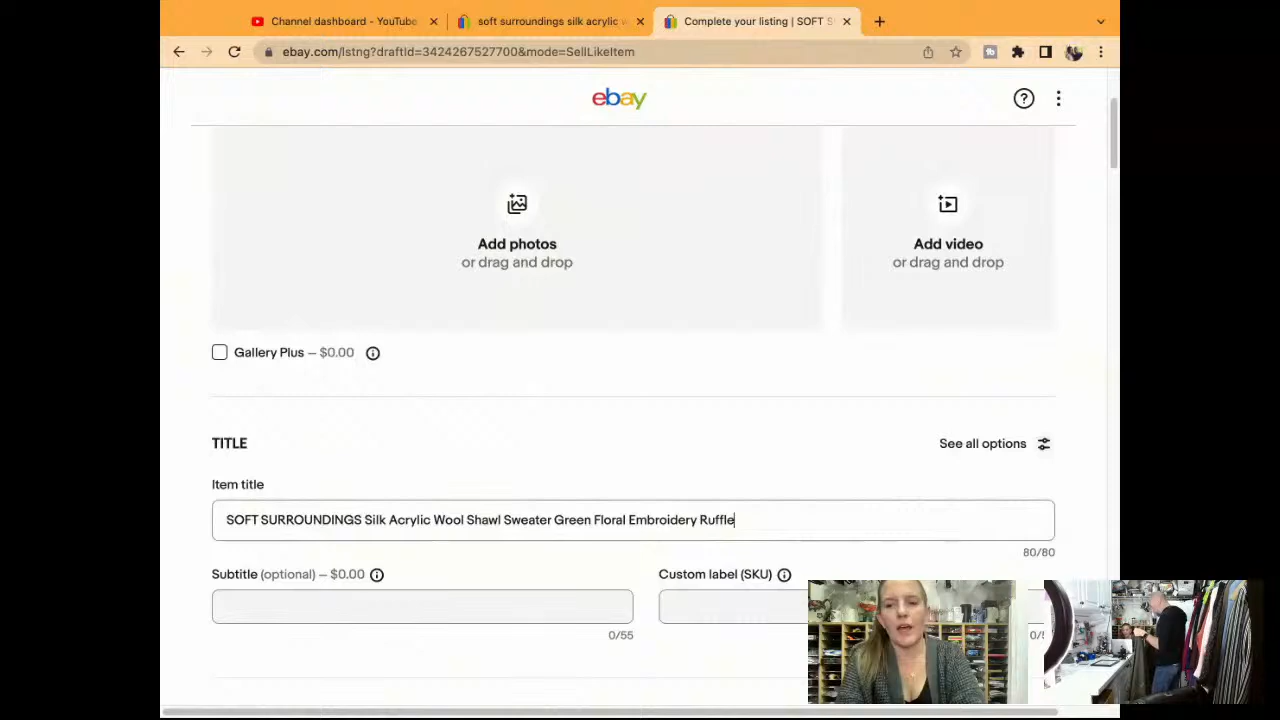 Channel dashboard - YouTube
soft surroundings silk acrylic w
Complete your listing | SOFT S
ebay.com/lstng?draftId=3424267527700&mode=SellLikeItem
ebay
Add photos
or drag and drop
Add video
or drag and drop
Gallery Plus – $0.00
TITLE
See all options
Item title
SOFT SURROUNDINGS Silk Acrylic Wool Shawl Sweater Green Floral Embroidery Ruffle
80/80
Subtitle (optional) – $0.00
Custom label (SKU)
0/55
0/5